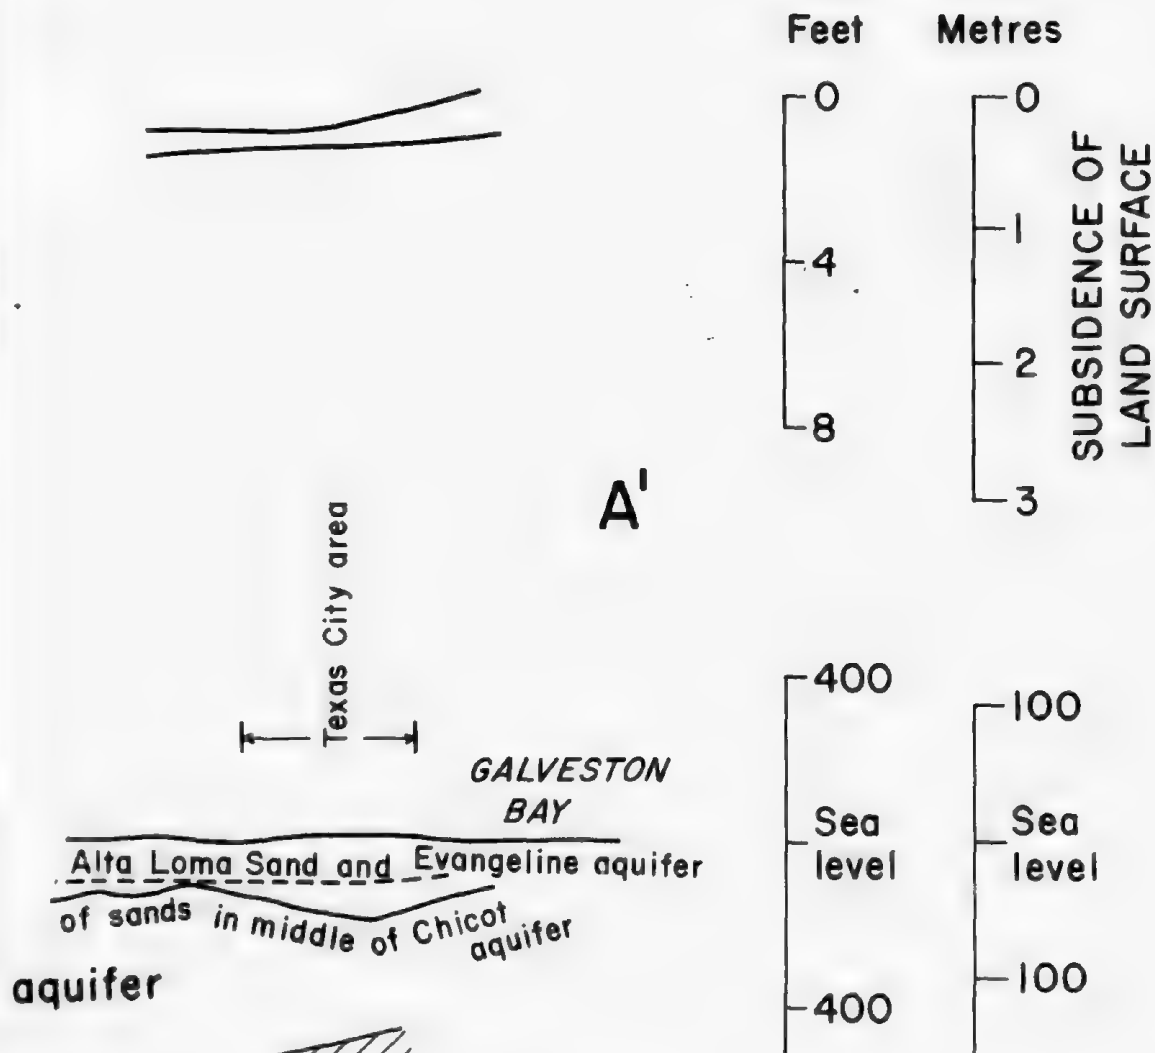 Feet Metres
0 0
1
4
2
8
3
SUBSIDENCE OF
LAND SURFACE
A'
Texas City area
400
100
GALVESTON
BAY
Sea
level
Sea
level
Alta Loma Sand and Evangeline aquifer
of sands in middle of Chicot
aquifer
aquifer
100
400